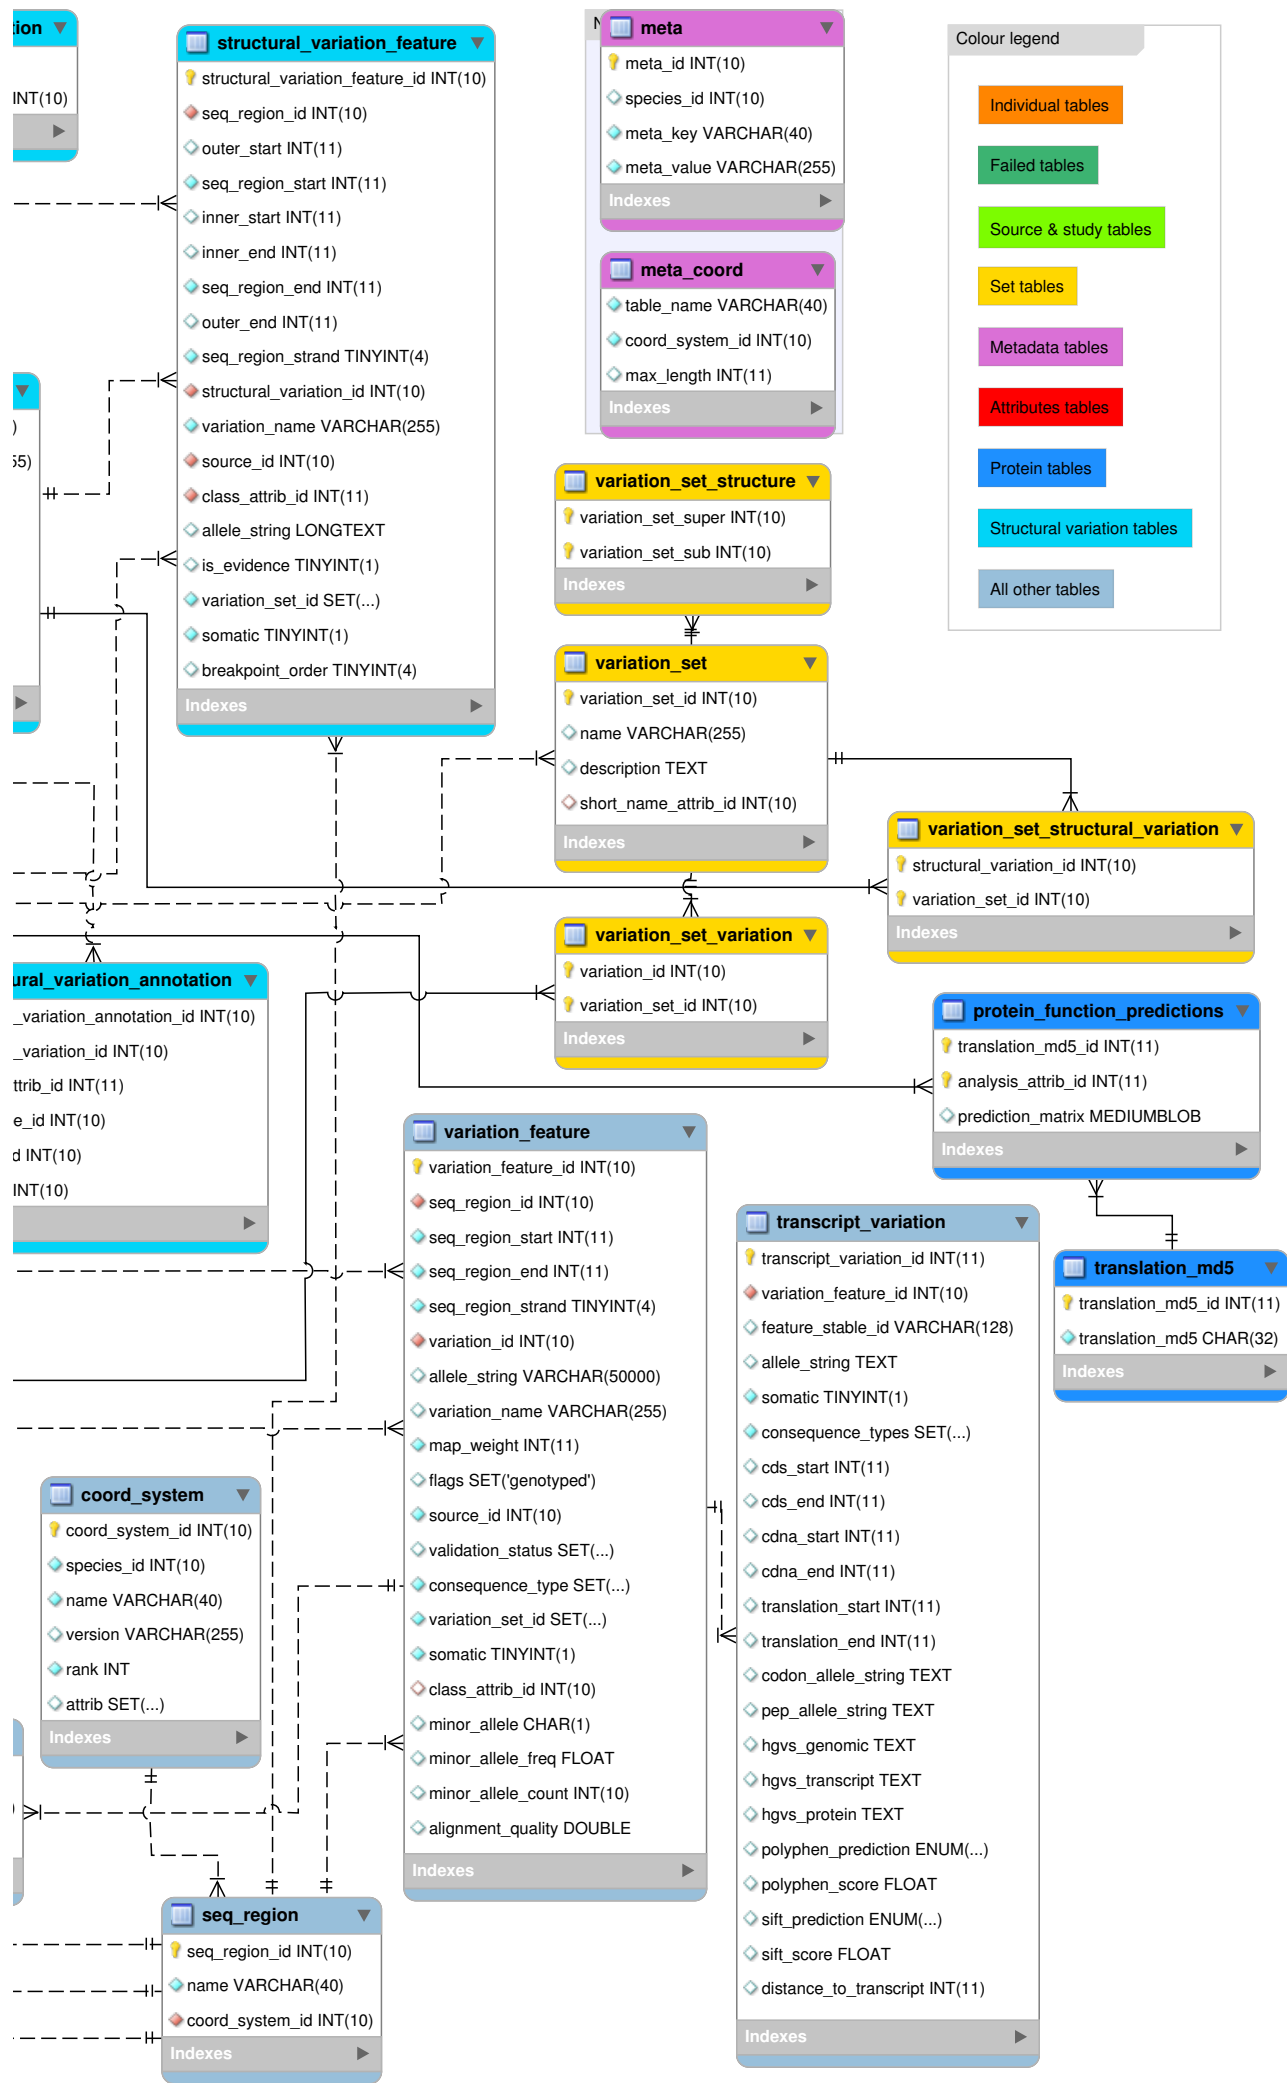 tion
INT(10)
)
55)
structural_variation_feature
structural_variation_feature_id INT(10)
seq_region_id INT(10)
outer_start INT(11)
seq_region_start INT(11)
inner_start INT(11)
inner_end INT(11)
seq_region_end INT(11)
outer_end INT(11)
seq_region_strand TINYINT(4)
structural_variation_id INT(10)
variation_name VARCHAR(255)
source_id INT(10)
class_attrib_id INT(11)
allele_string LONGTEXT
is_evidence TINYINT(1)
variation_set_id SET(...)
somatic TINYINT(1)
breakpoint_order TINYINT(4)
Indexes
meta
meta_id INT(10)
species_id INT(10)
meta_key VARCHAR(40)
meta_value VARCHAR(255)
Indexes
meta_coord
table_name VARCHAR(40)
coord_system_id INT(10)
max_length INT(11)
Indexes
Colour legend
Individual tables
Failed tables
Source & study tables
Set tables
Metadata tables
Attributes tables
Protein tables
Structural variation tables
All other tables
variation_set_structure
variation_set_super INT(10)
variation_set_sub INT(10)
Indexes
variation_set
variation_set_id INT(10)
name VARCHAR(255)
description TEXT
short_name_attrib_id INT(10)
Indexes
variation_set_structural_variation
structural_variation_id INT(10)
variation_set_id INT(10)
Indexes
variation_set_variation
variation_id INT(10)
variation_set_id INT(10)
Indexes
ural_variation_annotation
_variation_annotation_id INT(10)
_variation_id INT(10)
ttrib_id INT(11)
e_id INT(10)
d INT(10)
INT(10)
protein_function_predictions
translation_md5_id INT(11)
analysis_attrib_id INT(11)
prediction_matrix MEDIUMBLOB
Indexes
translation_md5
translation_md5_id INT(11)
translation_md5 CHAR(32)
Indexes
variation_feature
variation_feature_id INT(10)
seq_region_id INT(10)
seq_region_start INT(11)
seq_region_end INT(11)
seq_region_strand TINYINT(4)
variation_id INT(10)
allele_string VARCHAR(50000)
variation_name VARCHAR(255)
map_weight INT(11)
flags SET('genotyped')
source_id INT(10)
validation_status SET(...)
consequence_type SET(...)
variation_set_id SET(...)
somatic TINYINT(1)
class_attrib_id INT(10)
minor_allele CHAR(1)
minor_allele_freq FLOAT
minor_allele_count INT(10)
alignment_quality DOUBLE
Indexes
transcript_variation
transcript_variation_id INT(11)
variation_feature_id INT(10)
feature_stable_id VARCHAR(128)
allele_string TEXT
somatic TINYINT(1)
consequence_types SET(...)
cds_start INT(11)
cds_end INT(11)
cdna_start INT(11)
cdna_end INT(11)
translation_start INT(11)
translation_end INT(11)
codon_allele_string TEXT
pep_allele_string TEXT
hgvs_genomic TEXT
hgvs_transcript TEXT
hgvs_protein TEXT
polyphen_prediction ENUM(...)
polyphen_score FLOAT
sift_prediction ENUM(...)
sift_score FLOAT
distance_to_transcript INT(11)
Indexes
coord_system
coord_system_id INT(10)
species_id INT(10)
name VARCHAR(40)
version VARCHAR(255)
rank INT
attrib SET(...)
Indexes
seq_region
seq_region_id INT(10)
name VARCHAR(40)
coord_system_id INT(10)
Indexes